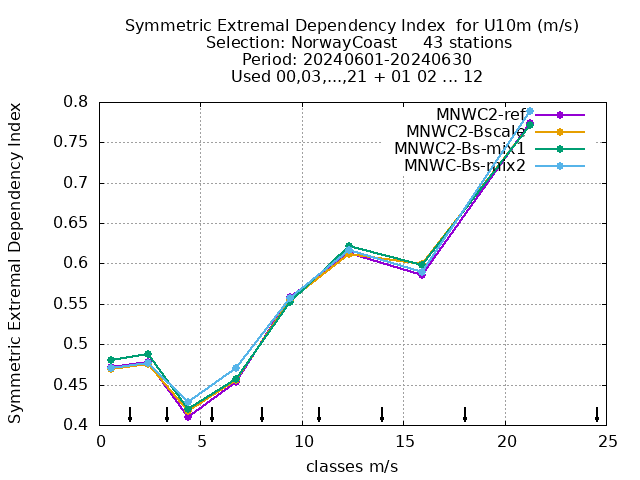 Symmetric Extremal Dependency Index  for U10m (m/s)
Selection: NorwayCoast     43 stations
Period: 20240601-20240630
Used 00,03,...,21 + 01 02 ... 12
Symmetric Extremal Dependency Index
0.8
0.75
0.7
0.65
0.6
0.55
0.5
0.45
0.4
MNWC2-ref
MNWC2-Bscale
MNWC2-Bs-mix1
MNWC-Bs-mix2
0 5 10 15 20 25
classes m/s